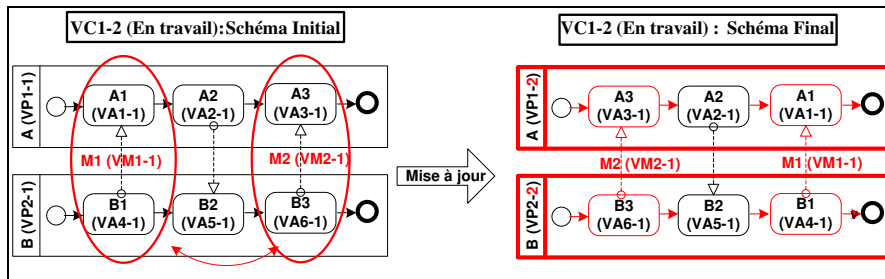 VC1-2 (En travail):Schéma Initial
A (VP1-1)
A1
(VA1-1)
A2
(VA2-1)
A3
(VA3-1)
M1 (VM1-1)
M2 (VM2-1)
B (VP2-1)
B1
(VA4-1)
B2
(VA5-1)
B3
(VA6-1)
Mise à jour
VC1-2 (En travail) : Schéma Final
A (VP1-2)
A3
(VA3-1)
A2
(VA2-1)
A1
(VA1-1)
M2 (VM2-1)
M1 (VM1-1)
B (VP2-2)
B3
(VA6-1)
B2
(VA5-1)
B1
(VA4-1)